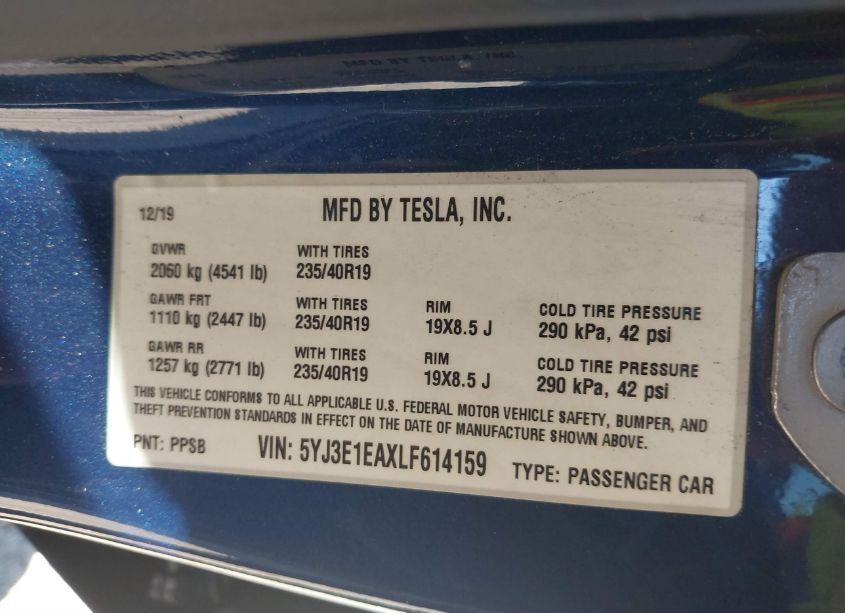 12/19 MFD BY TESLA, INC.
GVWR WITH TIRES
2060 kg (4541 lb) 235/40R19
GAWR FRT WITH TIRES RIM COLD TIRE PRESSURE
1110 kg (2447 lb) 235/40R19 19X8.5 J 290 kPa, 42 psi
GAWR RR WITH TIRES RIM COLD TIRE PRESSURE
1257 kg (2771 lb) 235/40R19 19X8.5 J 290 kPa, 42 psi
THIS VEHICLE CONFORMS TO ALL APPLICABLE U.S. FEDERAL MOTOR VEHICLE SAFETY, BUMPER, AND
THEFT PREVENTION STANDARDS IN EFFECT ON THE DATE OF MANUFACTURE SHOWN ABOVE.
PNT: PPSB VIN: 5YJ3E1EAXLF614159 TYPE: PASSENGER CAR